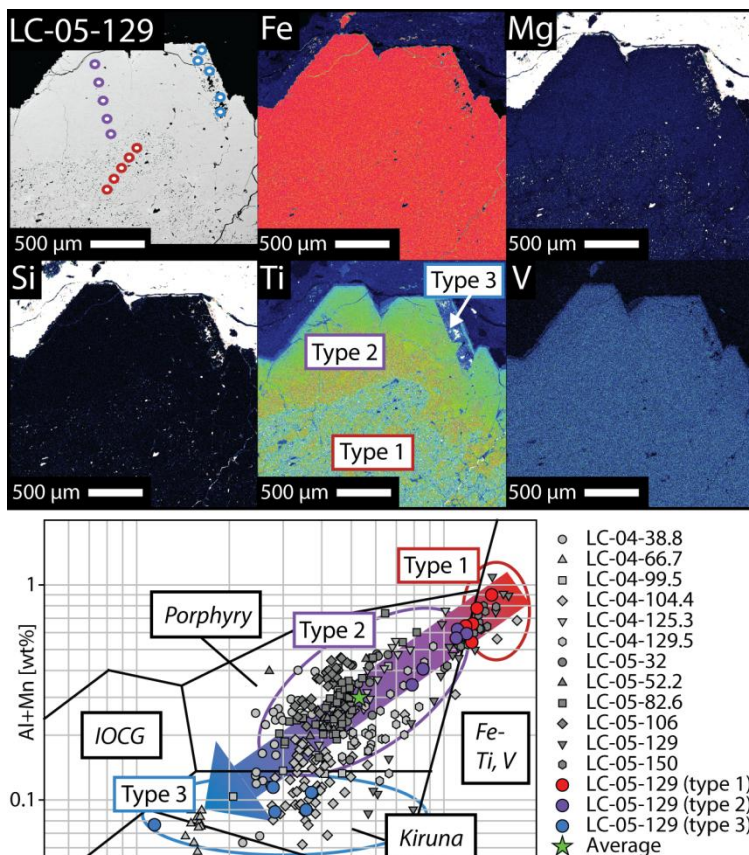 LC-05-129
Fe
Mg
500 µm
500 µm
500 µm
Si
Ti
Type 3
V
Type 2
Type 1
500 µm
500 µm
500 µm
Al+Mn [wt%]
1
0.1
Type 1
Porphyry
Type 2
IOCG
Fe-
Ti, V
Type 3
Kiruna
LC-04-38.8
LC-04-66.7
LC-04-99.5
LC-04-104.4
LC-04-125.3
LC-04-129.5
LC-05-32
LC-05-52.2
LC-05-82.6
LC-05-106
LC-05-129
LC-05-150
LC-05-129 (type 1)
LC-05-129 (type 2)
LC-05-129 (type 3)
Average